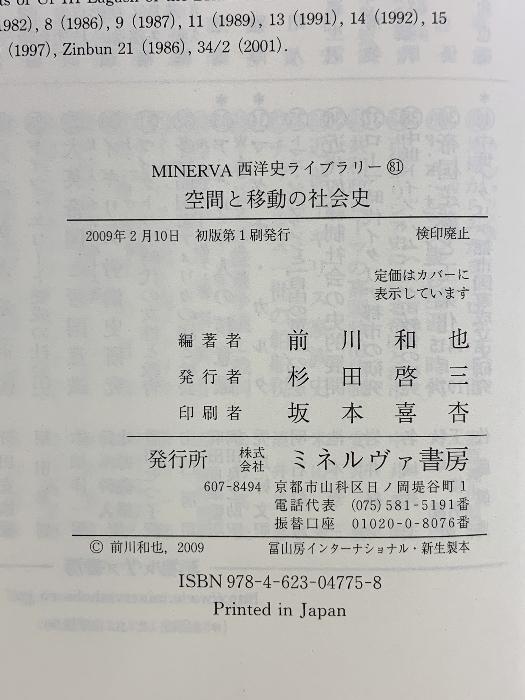 1982), 8 (1986), 9 (1987), 11 (1989), 13 (1991), 14 (1992), 15
(1997), Zinbun 21 (1986), 34/2 (2001).
MINERVA 西洋史ライブラリー㉛
空間と移動の社会史
2009年2月10日 初版第1刷発行 検印廃止
定価はカバーに
表示しています
編著者 前川和也
発行者 杉田啓三
印刷者 坂本喜杏
発行所 株式会社 ミネルヴァ書房
607-8494 京都市山科区日ノ岡堤谷町1
電話代表 (075)581-5191番
振替口座 01020-0-8076番
© 前川和也, 2009 冨山房インターナショナル・新生製本
ISBN 978-4-623-04775-8
Printed in Japan